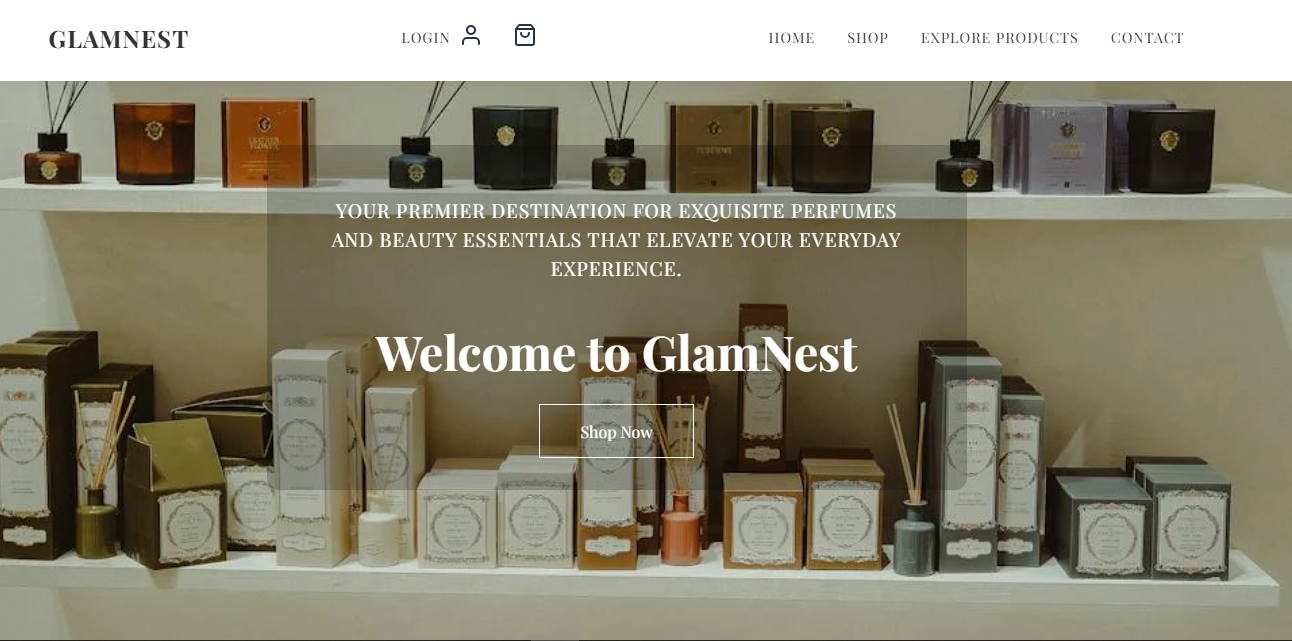 GLAMNEST
LOGIN
HOME
SHOP
EXPLORE PRODUCTS
CONTACT
YOUR PREMIER DESTINATION FOR EXQUISITE PERFUMES
AND BEAUTY ESSENTIALS THAT ELEVATE YOUR EVERYDAY
EXPERIENCE.
Welcome to GlamNest
Shop Now